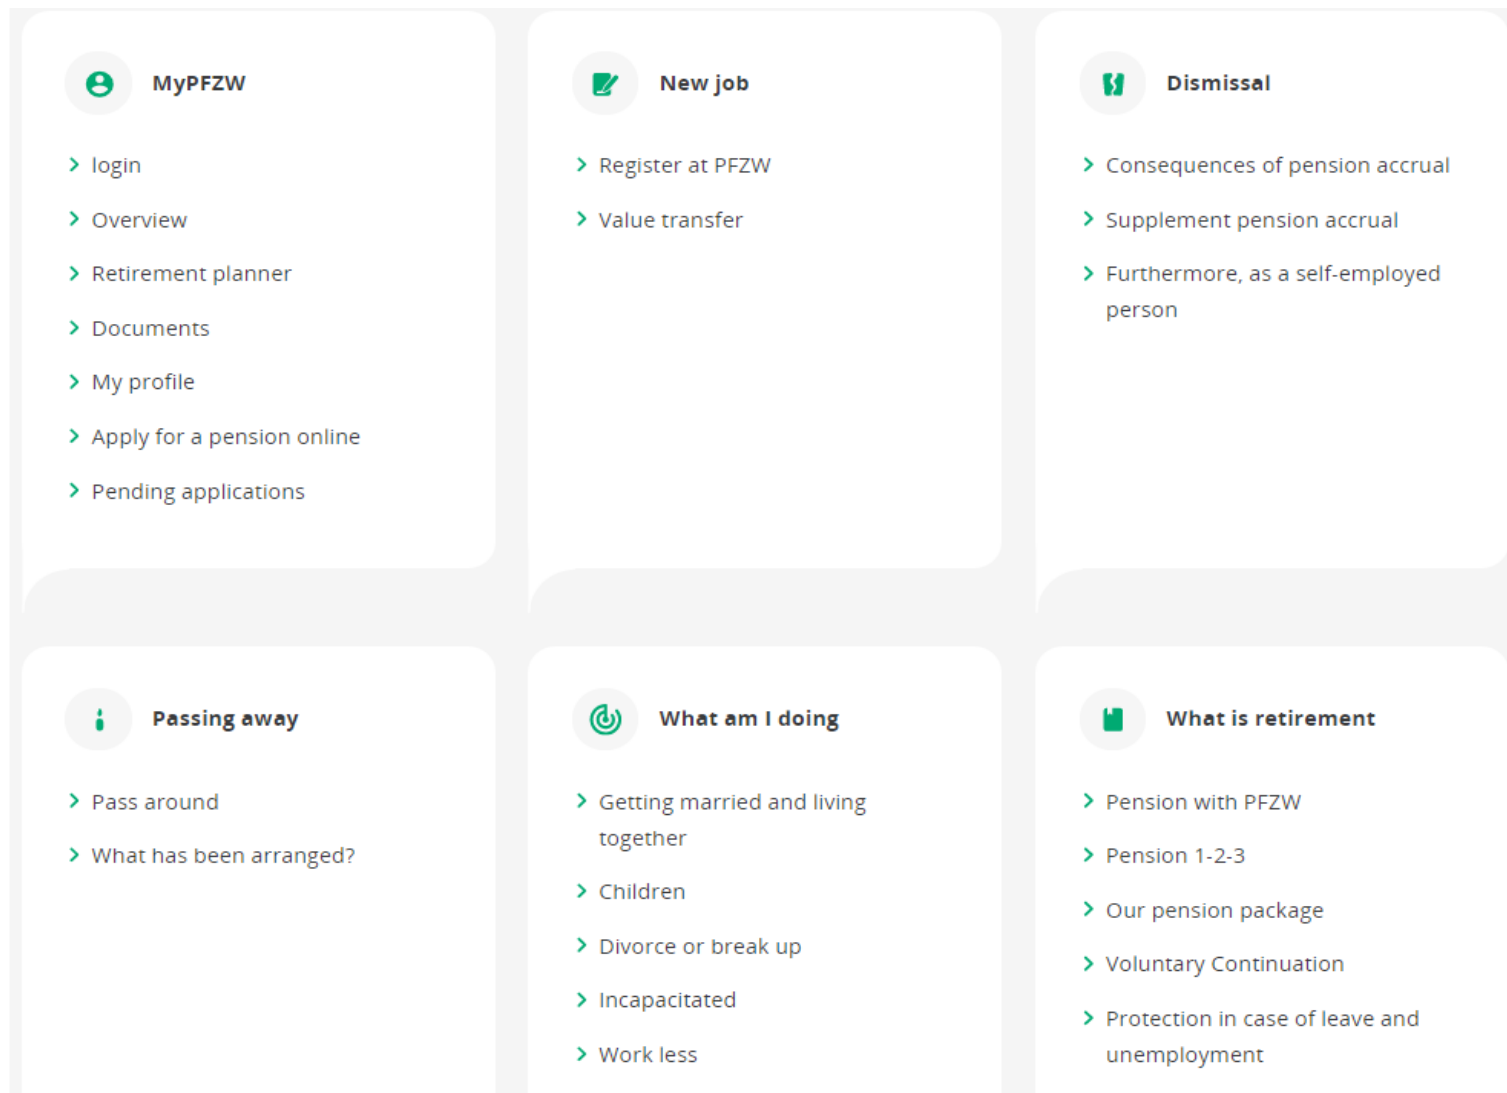 MyPFZW
login
Overview
Retirement planner
Documents
My profile
Apply for a pension online
Pending applications
New job
Register at PFZW
Value transfer
Dismissal
Consequences of pension accrual
Supplement pension accrual
Furthermore, as a self-employed
person
Passing away
Pass around
What has been arranged?
What am I doing
Getting married and living
together
Children
Divorce or break up
Incapacitated
Work less
What is retirement
Pension with PFZW
Pension 1-2-3
Our pension package
Voluntary Continuation
Protection in case of leave and
unemployment